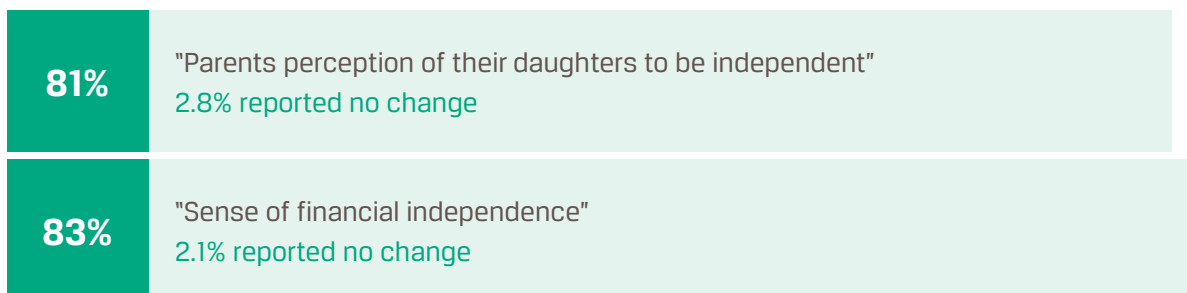 81%
"Parents perception of their daughters to be independent"
2.8% reported no change
83%
"Sense of financial independence"
2.1% reported no change